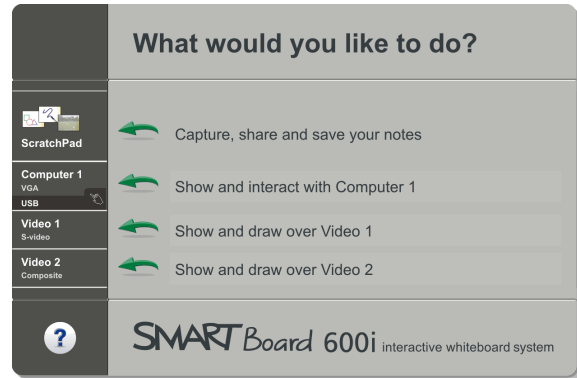 What would you like to do?
ScratchPad
Capture, share and save your notes
Computer 1
VGA
USB
Show and interact with Computer 1
Video 1
S-video
Show and draw over Video 1
Video 2
Composite
Show and draw over Video 2
?
SMART Board 600i interactive whiteboard system